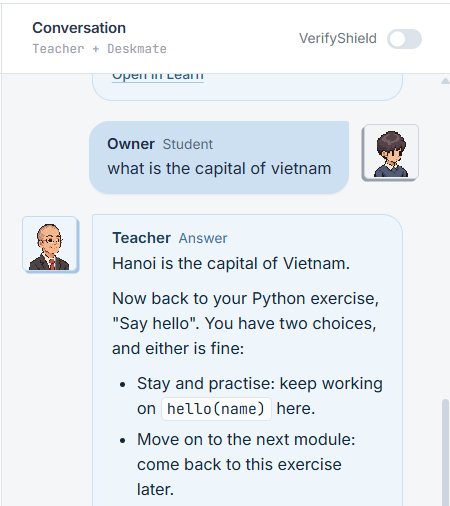 Conversation
Teacher + Deskmate
VerifyShield
Open in Learn
Owner Student
what is the capital of vietnam
Teacher Answer
Hanoi is the capital of Vietnam.
Now back to your Python exercise,
"Say hello". You have two choices,
and either is fine:
• Stay and practise: keep working
on hello(name) here.
• Move on to the next module:
come back to this exercise
later.